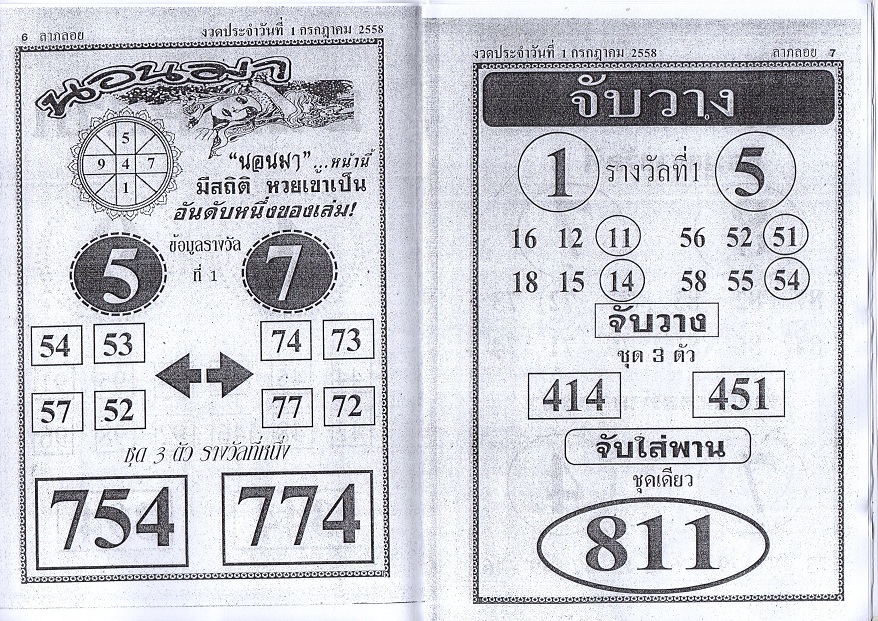 6 ลาภลอย งวดประจำวันที่ 1 กรกฎาคม 2558
นอนมา
5
9 4 7
1
"นอนมา"...หน้านี้
มีสถิติ หวยเขาเป็น
อันดับหนึ่งของเล่ม!
5 ข้อมูลรางวัล 7
ที่ 1
54 53 74 73
57 52 77 72
ชุด 3 ตัว รางวัลที่หนึ่ง
754 774
งวดประจำวันที่ 1 กรกฎาคม 2558 ลาภลอย 7
จับวาง
1 รางวัลที่1 5
16 12 11 56 52 51
18 15 14 58 55 54
จับวาง
ชุด 3 ตัว
414 451
จับใส่พาน
ชุดเดียว
811